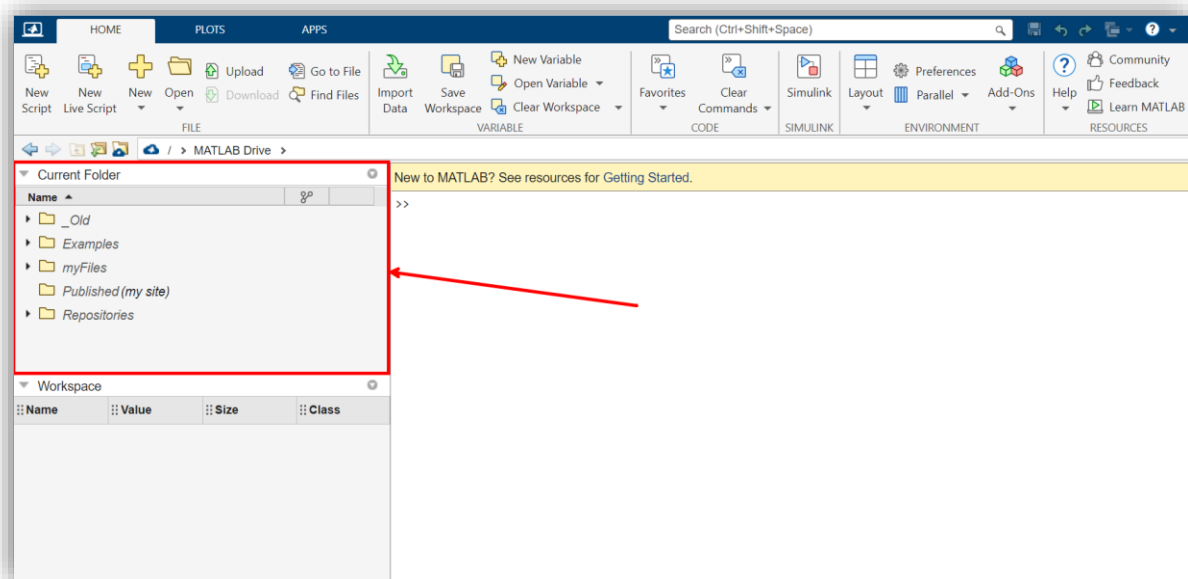 HOME PLOTS APPS Search (Ctrl+Shift+Space)
New Script
New Live Script
New
Open
Upload
Download
Go to File
Find Files
FILE
Import Data
Save Workspace
New Variable
Open Variable
Clear Workspace
VARIABLE
Favorites
Clear Commands
CODE
Simulink
SIMULINK
Layout
Preferences
Parallel
Add-Ons
ENVIRONMENT
Help
Community
Feedback
Learn MATLAB
RESOURCES
/ > MATLAB Drive >
Current Folder
Name
_Old
Examples
myFiles
Published (my site)
Repositories
Workspace
Name Value Size Class
New to MATLAB? See resources for Getting Started.
>>